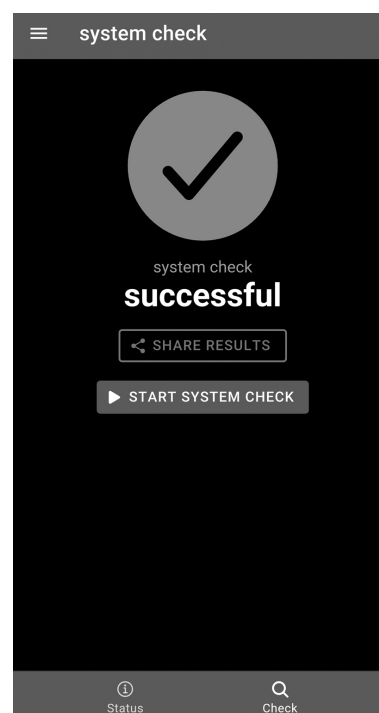 system check
system check
successful
SHARE RESULTS
START SYSTEM CHECK
Status
Check